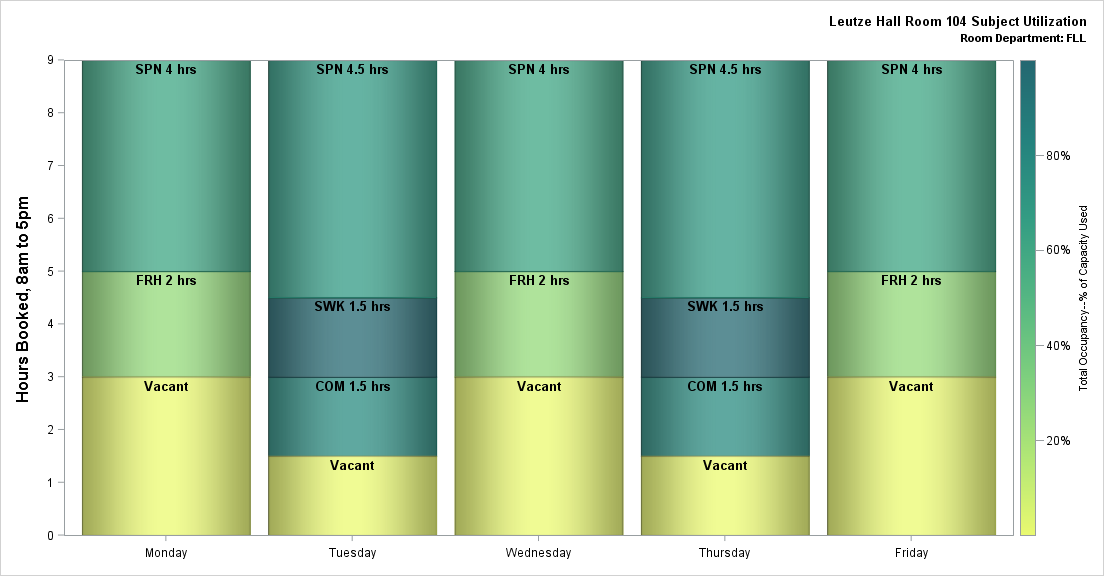 Leutze Hall Room 104 Subject Utilization
Room Department: FLL
Hours Booked, 8am to 5pm
9
8
7
6
5
4
3
2
1
0
SPN 4 hrs
FRH 2 hrs
Vacant
SPN 4.5 hrs
SWK 1.5 hrs
COM 1.5 hrs
Vacant
SPN 4 hrs
FRH 2 hrs
Vacant
SPN 4.5 hrs
SWK 1.5 hrs
COM 1.5 hrs
Vacant
SPN 4 hrs
FRH 2 hrs
Vacant
Monday
Tuesday
Wednesday
Thursday
Friday
80%
60%
40%
20%
Total Occupancy--% of Capacity Used